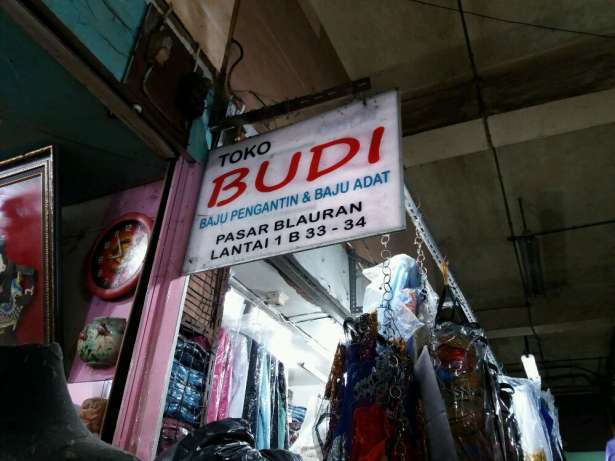 TOKO
BUDI
BAJU PENGANTIN & BAJU ADAT
PASAR BLAURAN
LANTAI 1 B 33 - 34